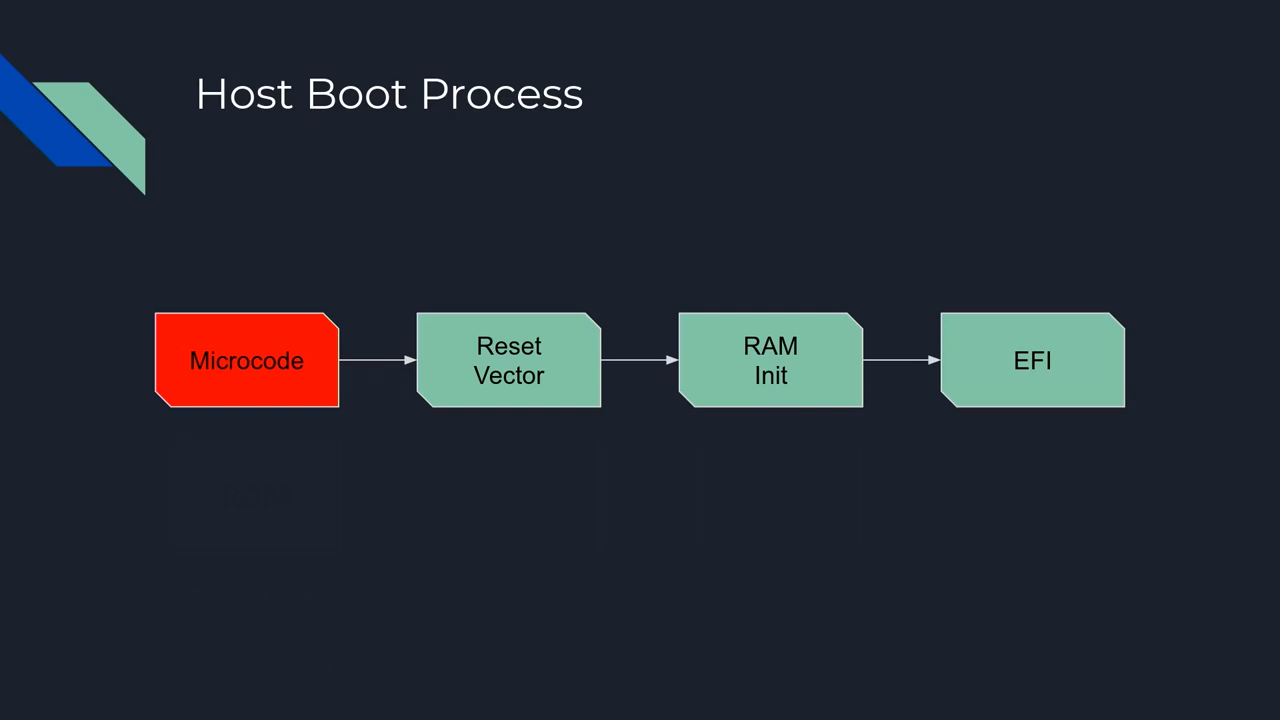 Host Boot Process
Microcode
Reset
Vector
RAM
Init
EFI